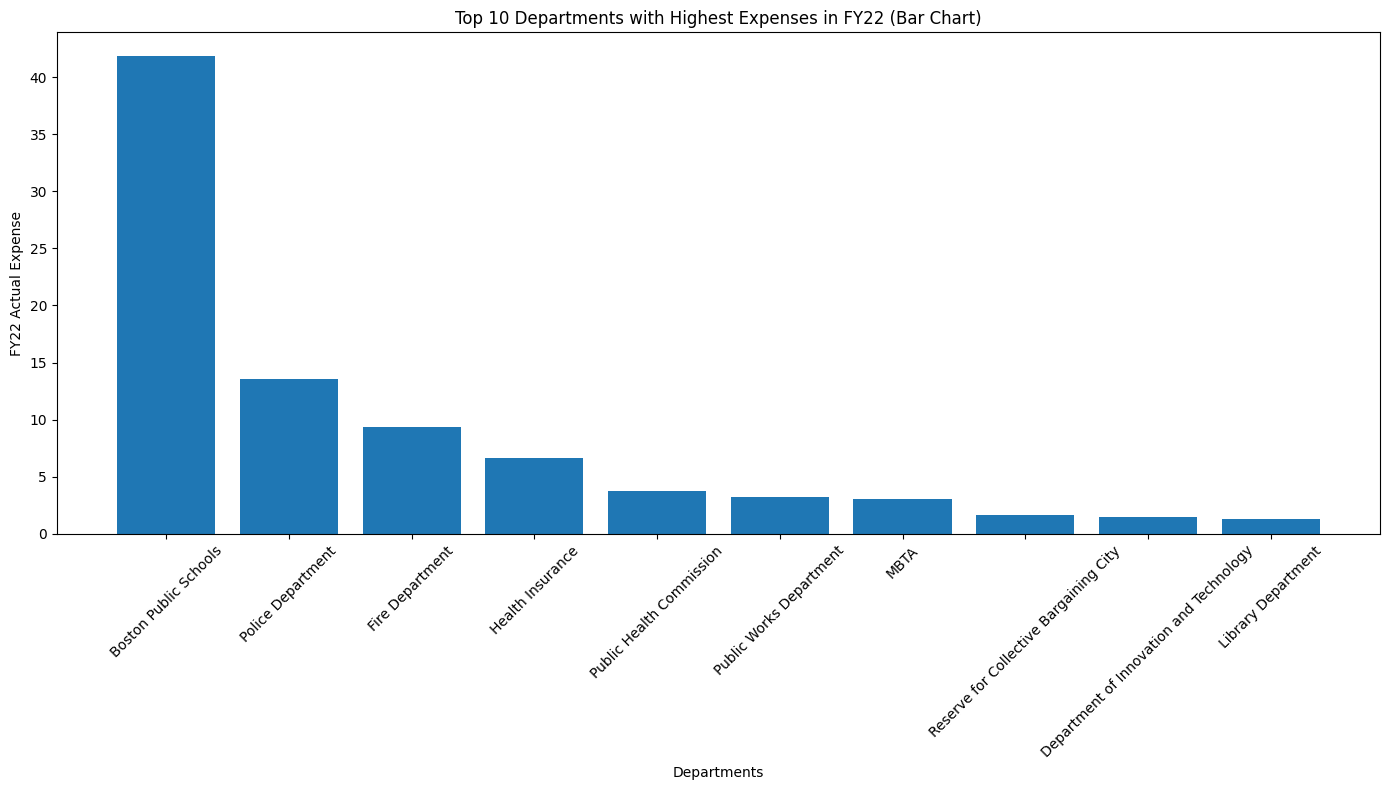 Top 10 Departments with Highest Expenses in FY22 (Bar Chart)
FY22 Actual Expense
40
35
30
25
20
15
10
5
0
Boston Public Schools
Police Department
Fire Department
Health Insurance
Public Health Commission
Public Works Department
MBTA
Reserve for Collective Bargaining City
Department of Innovation and Technology
Library Department
Departments